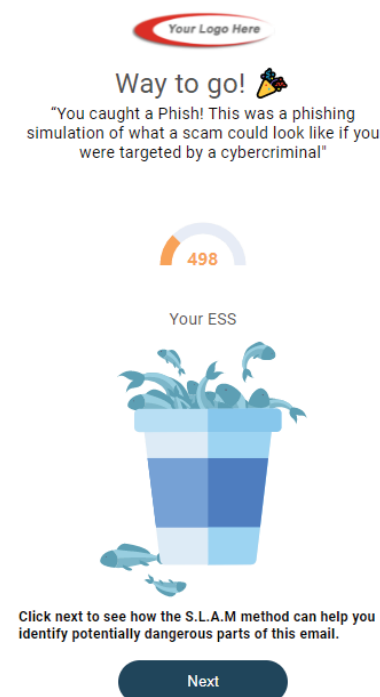 Your Logo Here
Way to go!
“You caught a Phish! This was a phishing
simulation of what a scam could look like if you
were targeted by a cybercriminal"
498
Your ESS
Click next to see how the S.L.A.M method can help you
identify potentially dangerous parts of this email.
Next